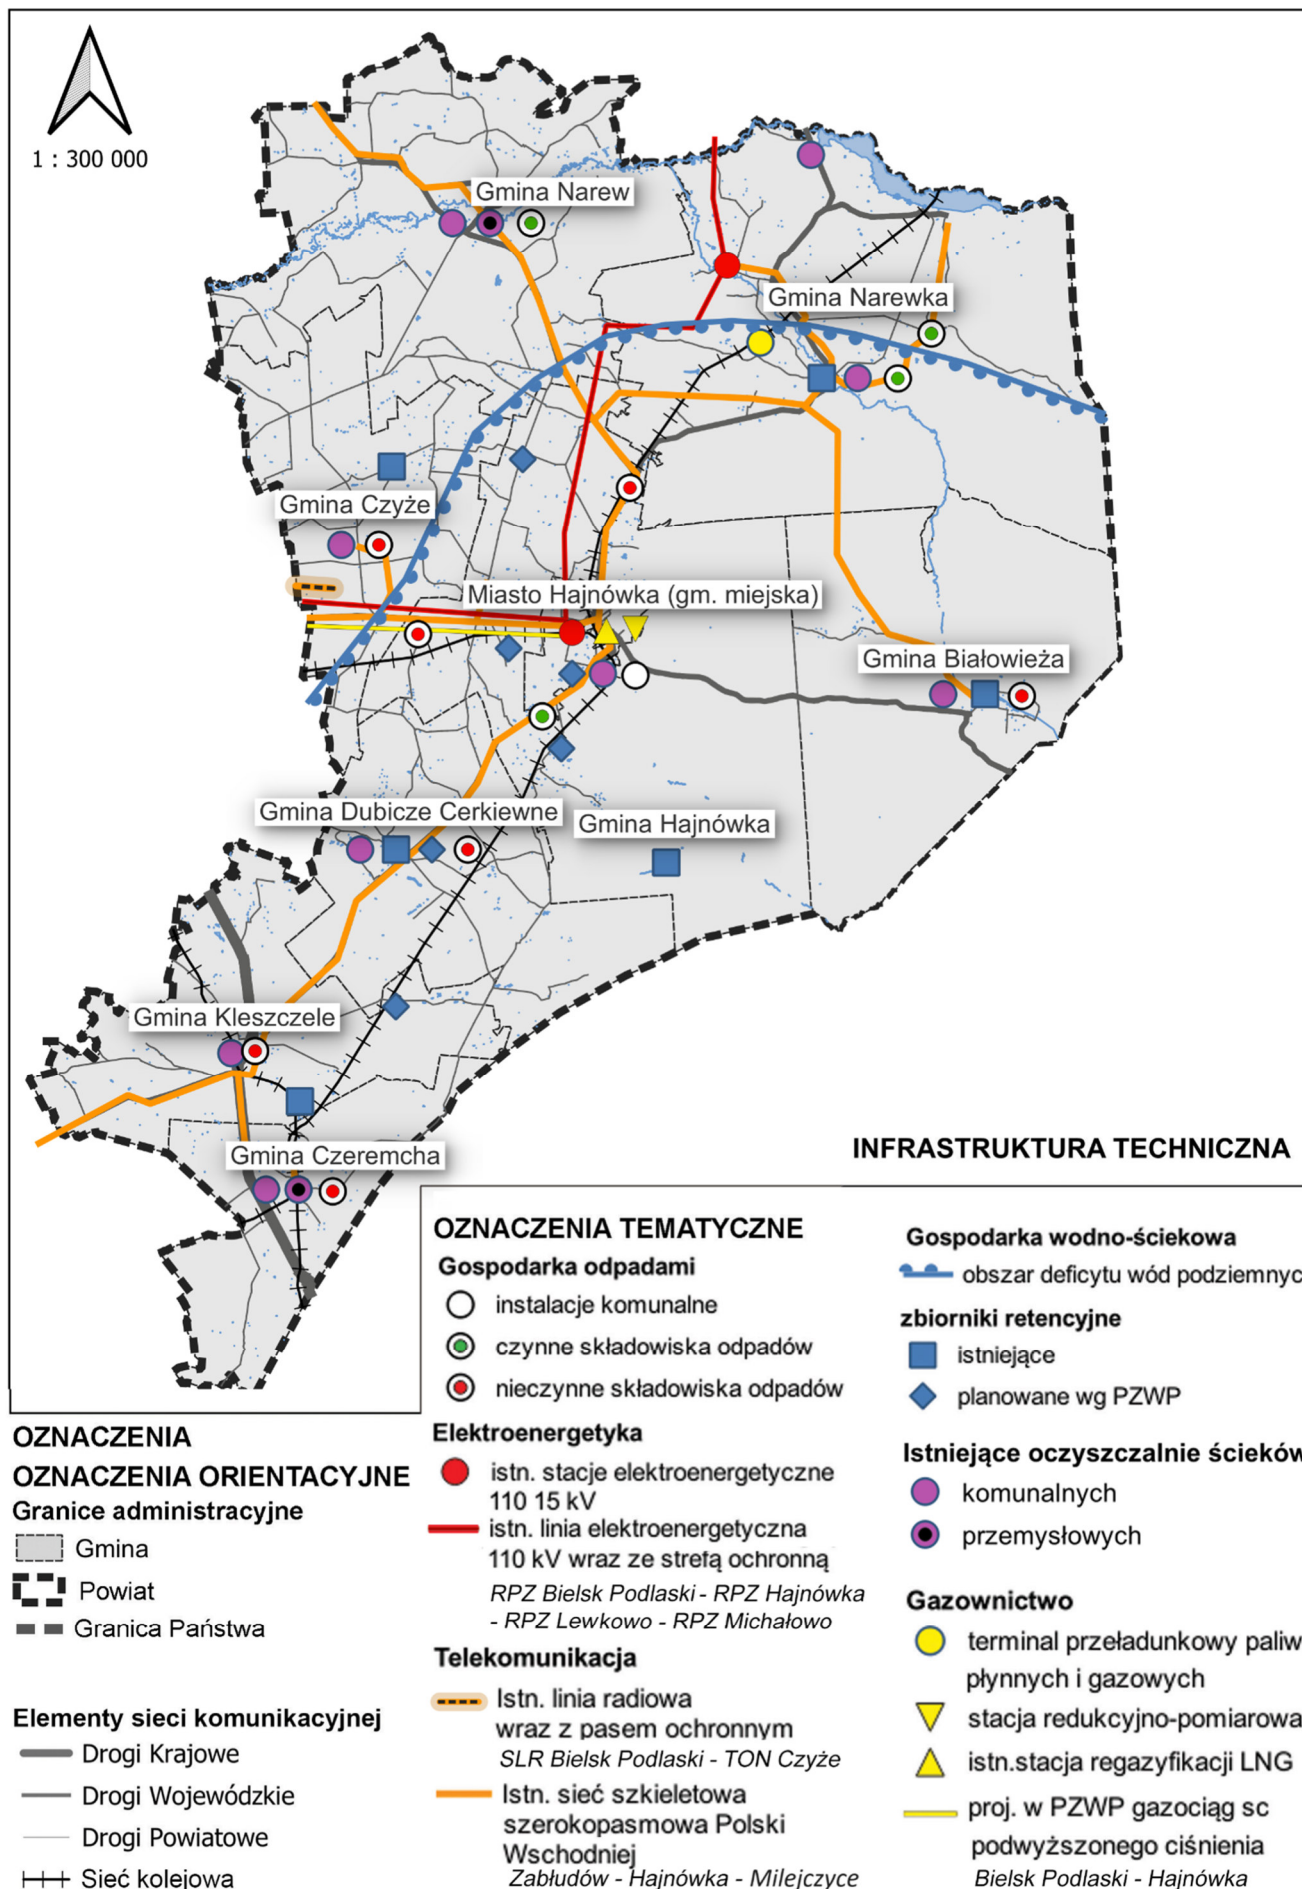 1 : 300 000
Gmina Narew
Gmina Narewka
Gmina Czyże
Miasto Hajnówka (gm. miejska)
Gmina Białowieża
Gmina Dubicze Cerkiewne
Gmina Hajnówka
Gmina Kleszczele
Gmina Czeremcha
INFRASTRUKTURA TECHNICZNA
OZNACZENIA
OZNACZENIA ORIENTACYJNE
Granice administracyjne
Gmina
Powiat
Granica Państwa
Elementy sieci komunikacyjnej
Drogi Krajowe
Drogi Wojewódzkie
Drogi Powiatowe
Sieć kolejowa
OZNACZENIA TEMATYCZNE
Gospodarka odpadami
instalacje komunalne
czynne składowiska odpadów
nieczynne składowiska odpadów
Elektroenergetyka
istn. stacje elektroenergetyczne
110 15 kV
istn. linia elektroenergetyczna
110 kV wraz ze strefą ochronną
RPZ Bielsk Podlaski - RPZ Hajnówka
- RPZ Lewkowo - RPZ Michałowo
Telekomunikacja
Istn. linia radiowa
wraz z pasem ochronnym
SLR Bielsk Podlaski - TON Czyże
Istn. sieć szkieletowa
szerokopasmowa Polski
Wschodniej
Zabłudów - Hajnówka - Milejczyce
Gospodarka wodno-ściekowa
obszar deficytu wód podziemnyc
zbiorniki retencyjne
istniejące
planowane wg PZWP
Istniejące oczyszczalnie ścieków
komunalnych
przemysłowych
Gazownictwo
terminal przeładunkowy paliw
płynnych i gazowych
stacja redukcyjno-pomiarowa
istn.stacja regazyfikacji LNG
proj. w PZWP gazociąg sc
podwyższonego ciśnienia
Bielsk Podlaski - Hajnówka